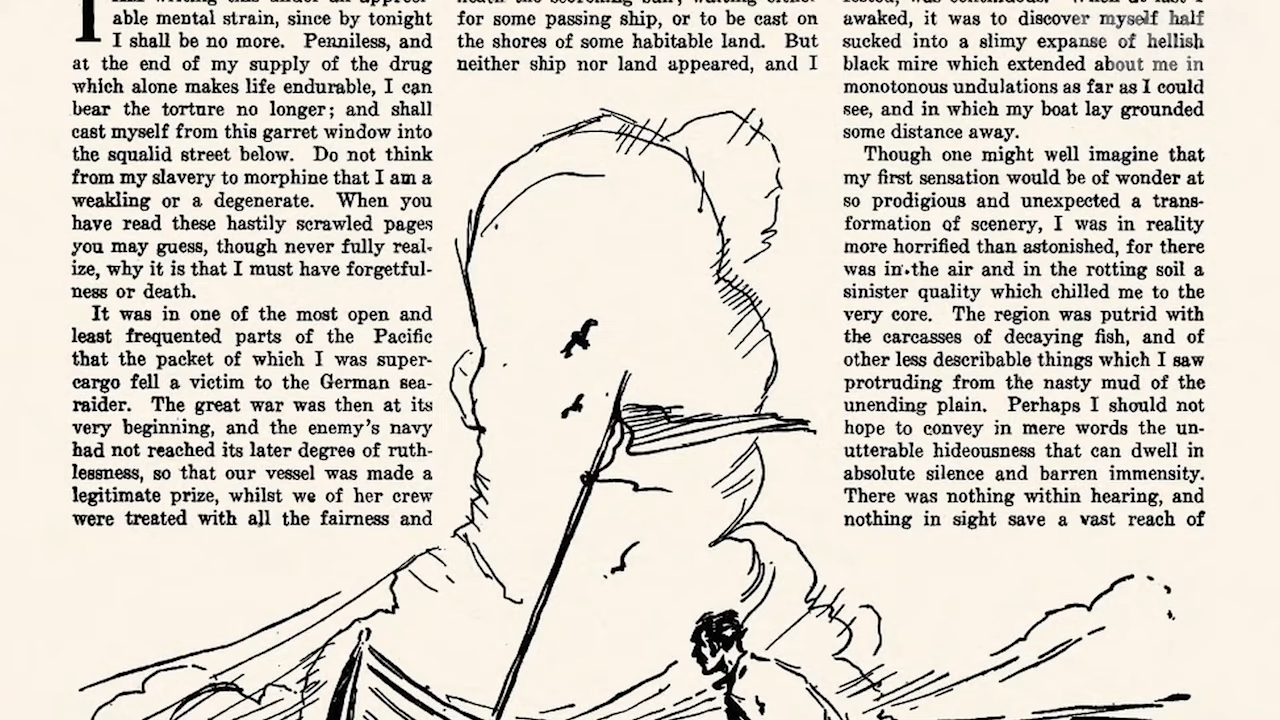 I
able mental strain, since by tonight
I shall be no more. Penniless, and
at the end of my supply of the drug
which alone makes life endurable, I can
bear the torture no longer; and shall
cast myself from this garret window into
the squalid street below. Do not think
from my slavery to morphine that I am a
weakling or a degenerate. When you
have read these hastily scrawled pages
you may guess, though never fully real-
ize, why it is that I must have forgetful-
ness or death.
It was in one of the most open and
least frequented parts of the Pacific
that the packet of which I was super-
cargo fell a victim to the German sea-
raider. The great war was then at its
very beginning, and the enemy's navy
had not reached its later degree of ruth-
lessness, so that our vessel was made a
legitimate prize, whilst we of her crew
were treated with all the fairness and
for some passing ship, or to be cast on
the shores of some habitable land. But
neither ship nor land appeared, and I
awaked, it was to discover myself half
sucked into a slimy expanse of hellish
black mire which extended about me in
monotonous undulations as far as I could
see, and in which my boat lay grounded
some distance away.
Though one might well imagine that
my first sensation would be of wonder at
so prodigious and unexpected a trans-
formation of scenery, I was in reality
more horrified than astonished, for there
was in the air and in the rotting soil a
sinister quality which chilled me to the
very core. The region was putrid with
the carcasses of decaying fish, and of
other less describable things which I saw
protruding from the nasty mud of the
unending plain. Perhaps I should not
hope to convey in mere words the un-
utterable hideousness that can dwell in
absolute silence and barren immensity.
There was nothing within hearing, and
nothing in sight save a vast reach of